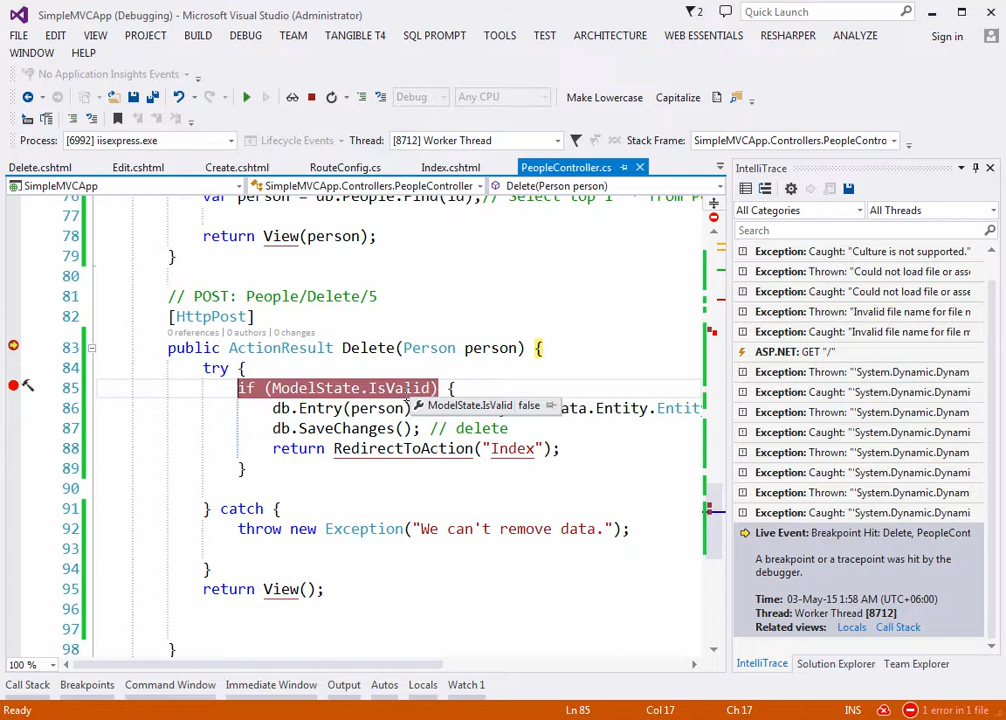 SimpleMVCApp (Debugging) - Microsoft Visual Studio (Administrator)
2
Quick Launch
FILE EDIT VIEW PROJECT BUILD DEBUG TEAM TANGIBLE T4 SQL PROMPT TOOLS TEST ARCHITECTURE WEB ESSENTIALS RESHARPER ANALYZE
Sign in
WINDOW HELP
No Application Insights Events
Debug Any CPU Make Lowercase Capitalize
Process: [6992] iisexpress.exe Lifecycle Events Thread: [8712] Worker Thread Stack Frame: SimpleMVCApp.Controllers.PeopleContro
Delete.cshtml Edit.cshtml Create.cshtml RouteConfig.cs Index.cshtml PeopleController.cs
SimpleMVCApp SimpleMVCApp.Controllers.PeopleController Delete(Person person)
77
78 return View(person);
79 }
80
81 // POST: People/Delete/5
82 [HttpPost]
0 references | 0 authors | 0 changes
83 public ActionResult Delete(Person person) {
84 try {
85 if (ModelState.IsValid) {
86 db.Entry(person) ata.Entity.Entit
ModelState.IsValid false
87 db.SaveChanges(); // delete
88 return RedirectToAction("Index");
89 }
90
91 } catch {
92 throw new Exception("We can't remove data.");
93
94 }
95 return View();
96
97
98 }
100 %
IntelliTrace
All Categories All Threads
Search
Exception: Caught: "Culture is not supported."
Exception: Thrown: "Could not load file or asse
Exception: Caught: "Could not load file or asse
Exception: Thrown: "Invalid file name for file m
Exception: Caught: "Invalid file name for file m
ASP.NET: GET "/"
Exception: Thrown: "'System.Dynamic.Dynami
Exception: Caught: "'System.Dynamic.Dynami
Exception: Thrown: "'System.Dynamic.Dynami
Exception: Caught: "'System.Dynamic.Dynami
Exception: Thrown: "'System.Dynamic.Dynami
Exception: Caught: "'System.Dynamic.Dynami
Exception: Thrown: "'System.Dynamic.Dynami
Exception: Caught: "'System.Dynamic.Dynami
Live Event: Breakpoint Hit: Delete, PeopleCont
A breakpoint or a tracepoint was hit by the
debugger.
Time: 03-May-15 1:58 AM (UTC+06:00)
Thread: Worker Thread [8712]
Related views: Locals Call Stack
IntelliTrace Solution Explorer Team Explorer
Call Stack Breakpoints Command Window Immediate Window Output Autos Locals Watch 1
Ready Ln 85 Col 17 Ch 17 INS 1 error in 1 file